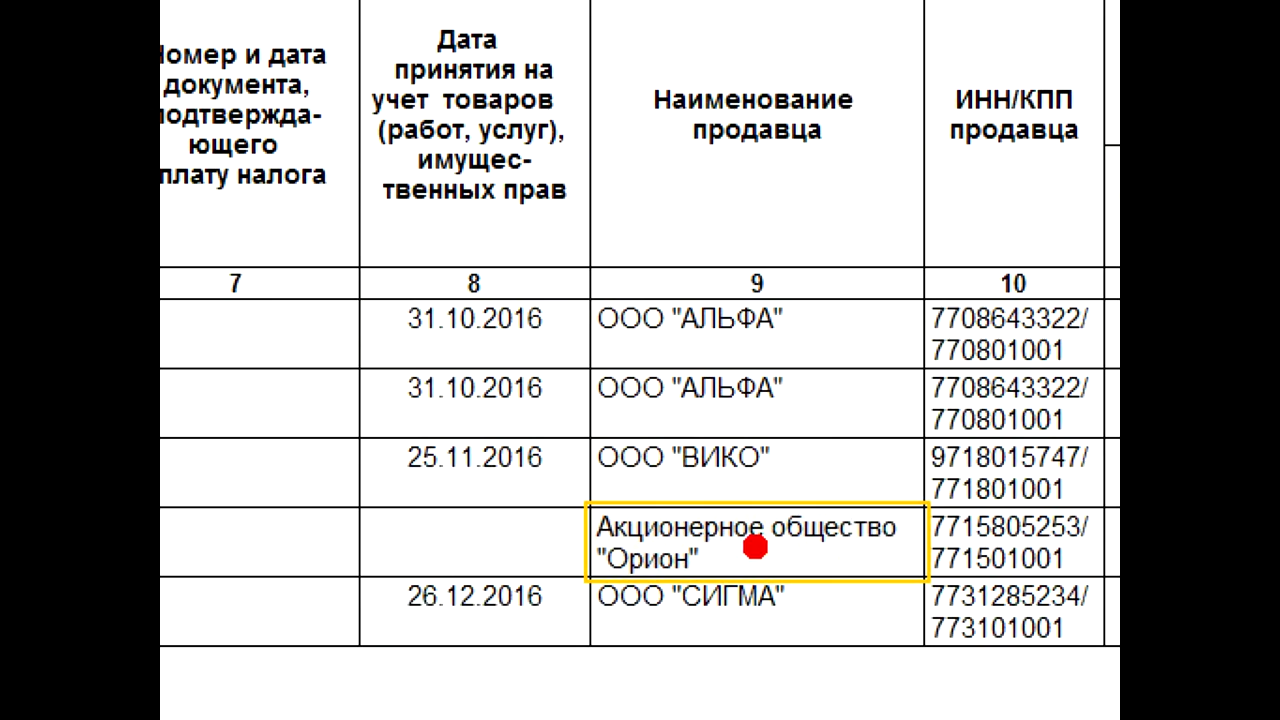 Номер и дата
документа,
подтвержда-
ющего
уплату налога
Дата
принятия на
учет товаров
(работ, услуг),
имущес-
твенных прав
Наименование
продавца
ИНН/КПП
продавца
7 8 9 10
31.10.2016 ООО "АЛЬФА" 7708643322/
770801001
31.10.2016 ООО "АЛЬФА" 7708643322/
770801001
25.11.2016 ООО "ВИКО" 9718015747/
771801001
Акционерное общество 7715805253/
"Орион" 771501001
26.12.2016 ООО "СИГМА" 7731285234/
773101001